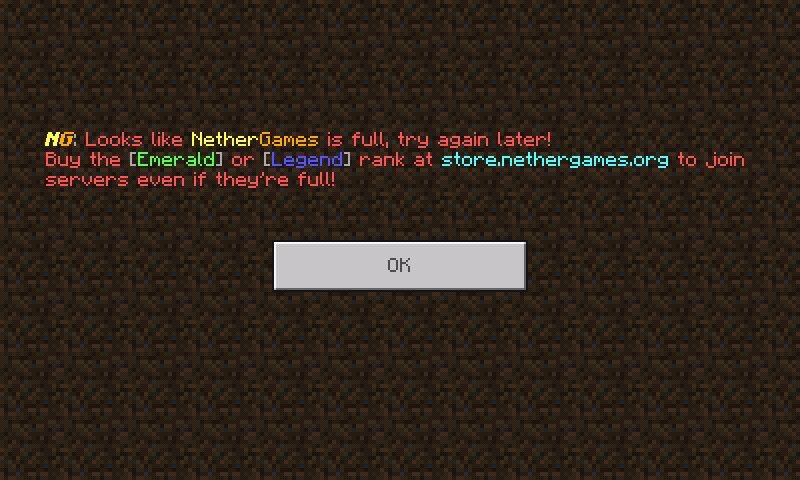 NG: Looks like NetherGames is full, try again later!
Buy the [Emerald] or [Legend] rank at store.nethergames.org to join
servers even if they're full!
OK